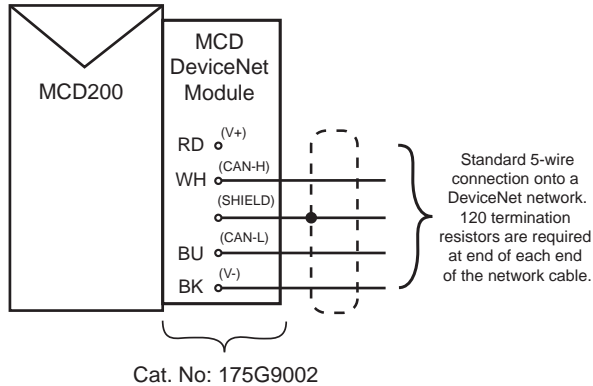 MCD200
MCD
DeviceNet
Module
RD (V+)
WH (CAN-H)
(SHIELD)
BU (CAN-L)
BK (V-)
Standard 5-wire
connection onto a
DeviceNet network.
120 termination
resistors are required
at end of each end
of the network cable.
Cat. No: 175G9002